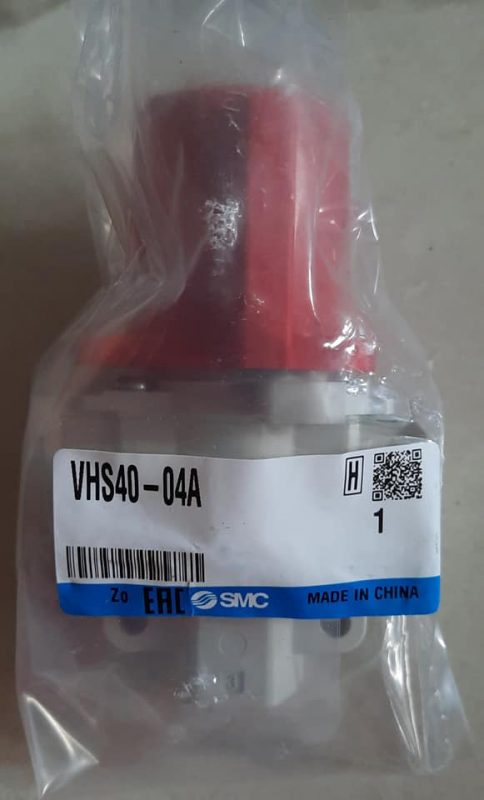 VHS40-04A
H
1
Zo EAC SMC MADE IN CHINA